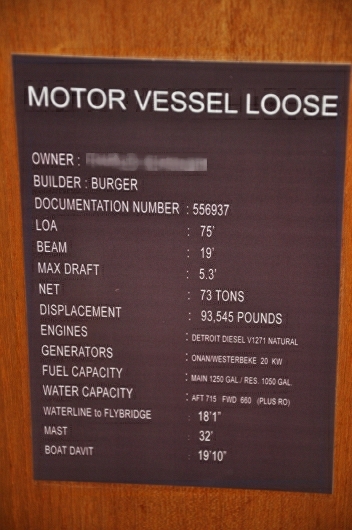 MOTOR VESSEL LOOSE
OWNER :
BUILDER : BURGER
DOCUMENTATION NUMBER : 556937
LOA : 75'
BEAM : 19'
MAX DRAFT : 5.3'
NET : 73 TONS
DISPLACEMENT : 93,545 POUNDS
ENGINES : DETROIT DIESEL V1271 NATURAL
GENERATORS : ONAN/WESTERBEKE 20 KW
FUEL CAPACITY : MAIN 1250 GAL / RES. 1050 GAL
WATER CAPACITY : AFT 715 FWD 660 (PLUS RO)
WATERLINE to FLYBRIDGE : 18'1"
MAST : 32'
BOAT DAVIT : 19'10"